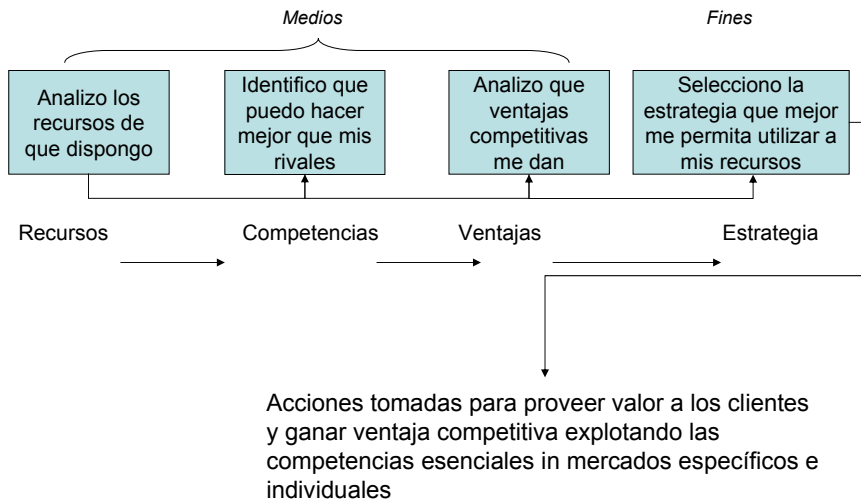 Medios
Fines
Analizo los
recursos de
que dispongo
Identifico que
puedo hacer
mejor que mis
rivales
Analizo que
ventajas
competitivas
me dan
Selecciono la
estrategia que mejor
me permita utilizar a
mis recursos
Recursos
Competencias
Ventajas
Estrategia
Acciones tomadas para proveer valor a los clientes
y ganar ventaja competitiva explotando las
competencias esenciales in mercados específicos e
individuales